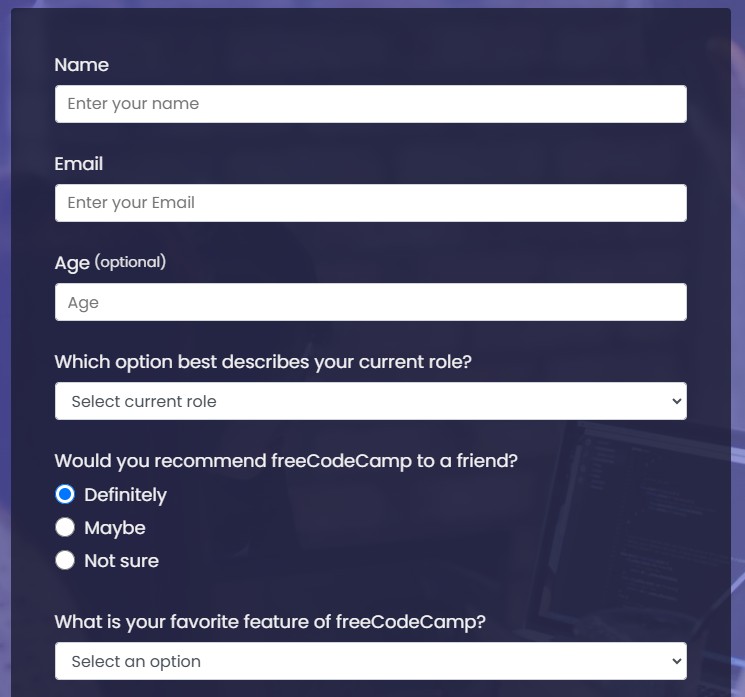 Name
Enter your name
Email
Enter your Email
Age (optional)
Age
Which option best describes your current role?
Select current role
Would you recommend freeCodeCamp to a friend?
Definitely
Maybe
Not sure
What is your favorite feature of freeCodeCamp?
Select an option